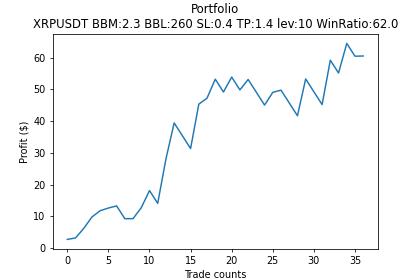 Portfolio
XRPUSDT BBM:2.3 BBL:260 SL:0.4 TP:1.4 lev:10 WinRatio:62.0
60
50
40
30
20
10
0
Profit ($)
0 5 10 15 20 25 30 35
Trade counts